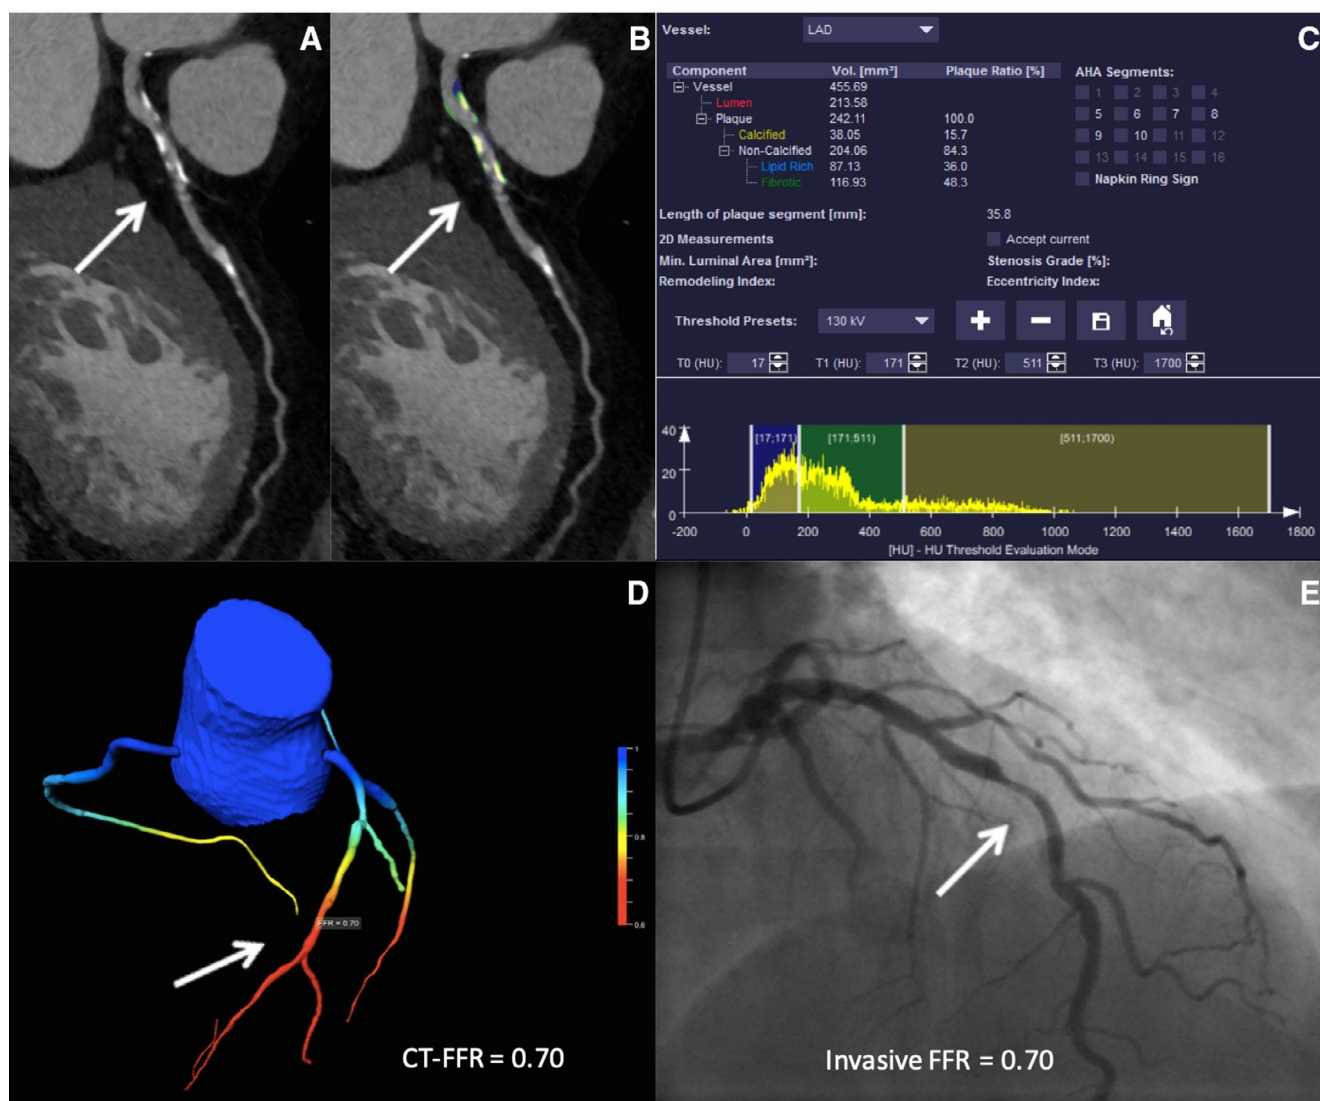 A
B
C
Vessel: LAD
Component Vol. [mm³] Plaque Ratio [%]
Vessel 455.69
Lumen 213.58
Plaque 242.11 100.0
Calcified 38.05 15.7
Non-Calcified 204.06 84.3
Lipid Rich 87.13 36.0
Fibrotic 116.93 48.3
AHA Segments:
1 2 3 4
5 6 7 8
9 10 11 12
13 14 15 16
Napkin Ring Sign
Length of plaque segment [mm]: 35.8
2D Measurements Accept current
Min. Luminal Area [mm²]: Stenosis Grade [%]:
Remodeling Index: Eccentricity Index:
Threshold Presets: 130 kV
T0 (HU): 17 T1 (HU): 171 T2 (HU): 511 T3 (HU): 1700
40
20
0
[17;171) [171;511) [511;1700)
-200 0 200 400 600 800 1000 1200 1400 1600 1800
[HU] - HU Threshold Evaluation Mode
D
1
0.8
0.6
FFR = 0.70
CT-FFR = 0.70
E
Invasive FFR = 0.70